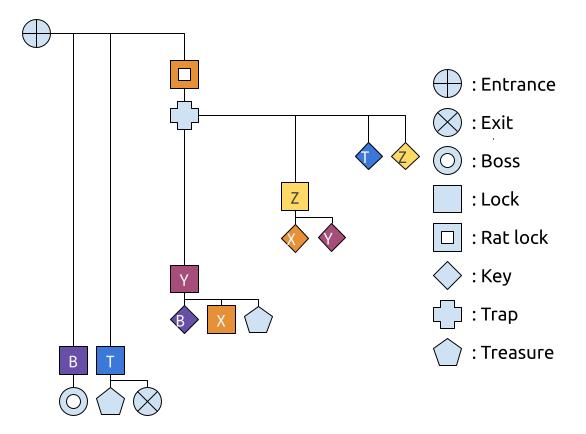 : Entrance
: Exit
: Boss
T
Z
Z
: Lock
X
Y
: Rat lock
Y
: Key
B
X
: Trap
B
T
: Treasure